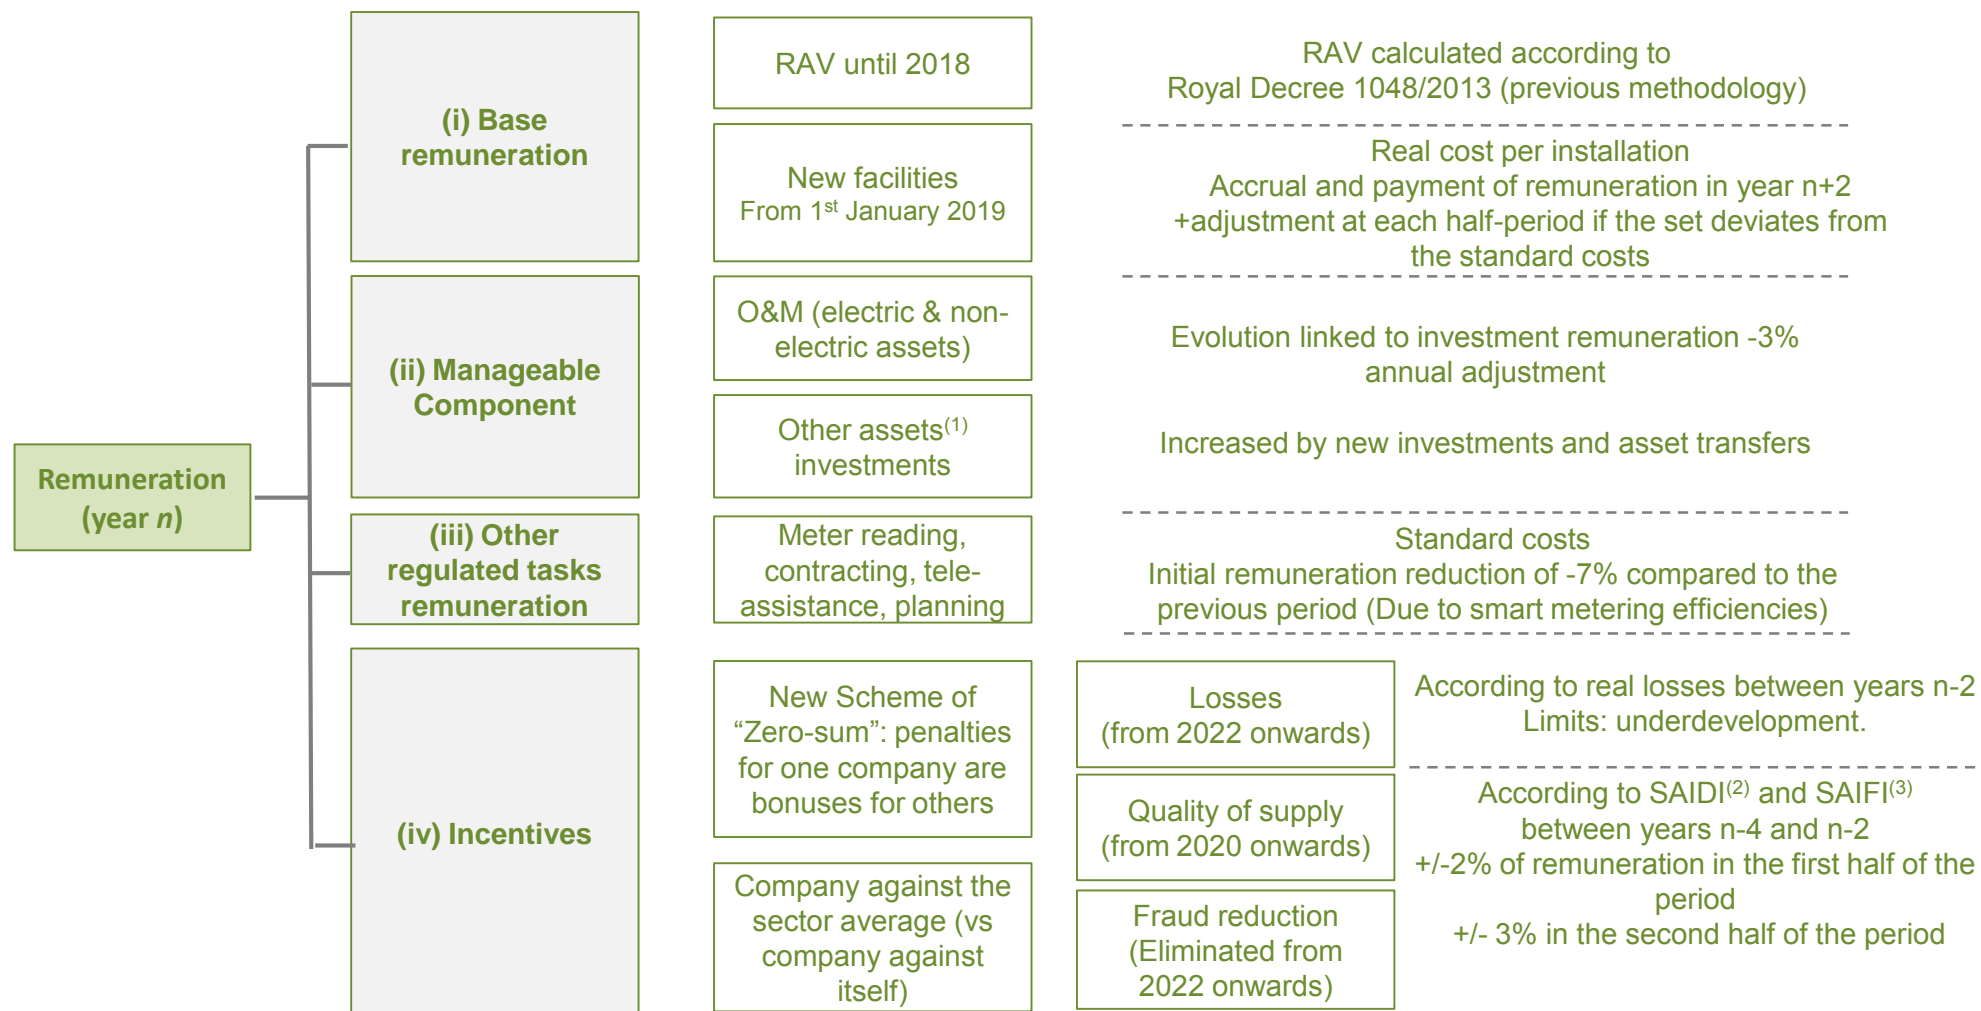 Remuneration
(year n)
(i) Base
remuneration
RAV until 2018
RAV calculated according to
Royal Decree 1048/2013 (previous methodology)
New facilities
From 1st January 2019
Real cost per installation
Accrual and payment of remuneration in year n+2
+adjustment at each half-period if the set deviates from
the standard costs
(ii) Manageable
Component
O&M (electric & non-
electric assets)
Evolution linked to investment remuneration -3%
annual adjustment
Other assets(1)
investments
Increased by new investments and asset transfers
(iii) Other
regulated tasks
remuneration
Meter reading,
contracting, tele-
assistance, planning
Standard costs
Initial remuneration reduction of -7% compared to the
previous period (Due to smart metering efficiencies)
(iv) Incentives
New Scheme of
“Zero-sum”: penalties
for one company are
bonuses for others
Company against the
sector average (vs
company against
itself)
Losses
(from 2022 onwards)
According to real losses between years n-2
Limits: underdevelopment.
Quality of supply
(from 2020 onwards)
According to SAIDI(2) and SAIFI(3)
between years n-4 and n-2
+/-2% of remuneration in the first half of the
period
+/- 3% in the second half of the period
Fraud reduction
(Eliminated from
2022 onwards)